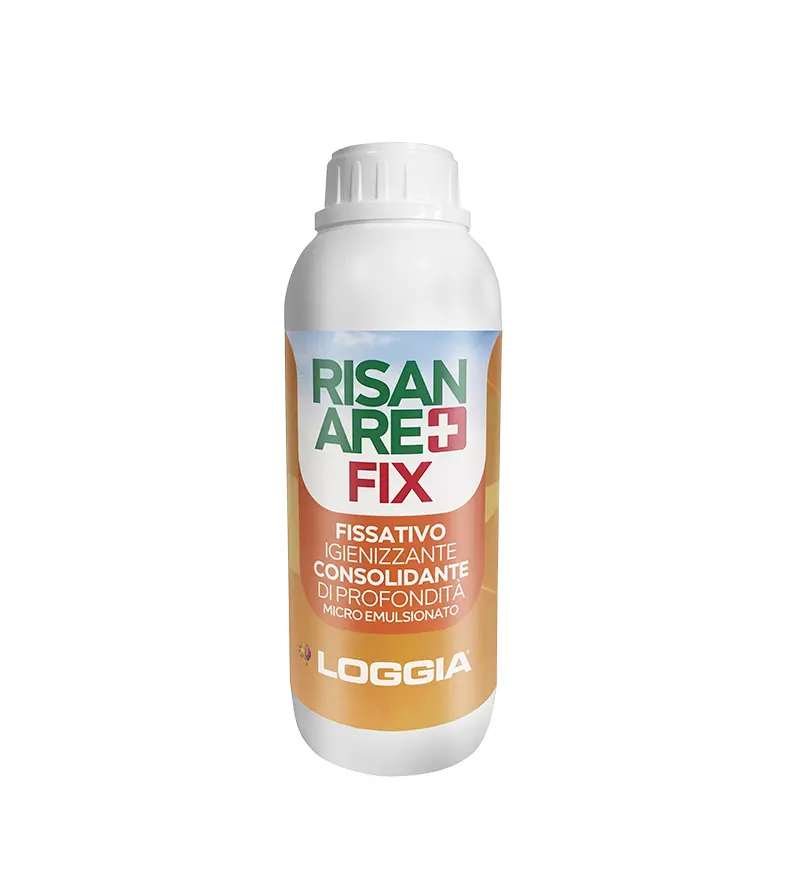 RISAN
ARE+
FIX
FISSATIVO
IGIENIZZANTE
CONSOLIDANTE
DI PROFONDITÀ
MICRO EMULSIONATO
LOGGIA®